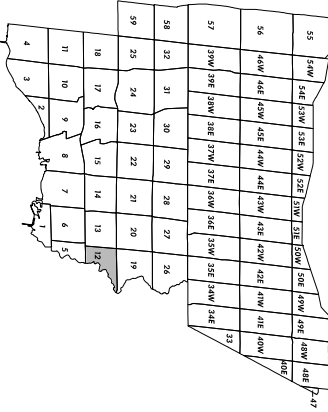 59 58 57 56 55
4 11 18 25 32 39W 46W 54W
3 10 17 24 31 39E 46E 54E
2 9 16 23 30 38W 45W 53W
38E 45E 53E
8 15 22 29 37W 44W 52W
37E 44E 52E
7 14 21 28 36W 43E 51W
36E 43W 51E
1 6 13 20 27 35W 42W 50W
5 12 19 26 35E 42E 50E
34W 41W 49W
34E 41E 49E
33 40W 48W
40E 48E
47